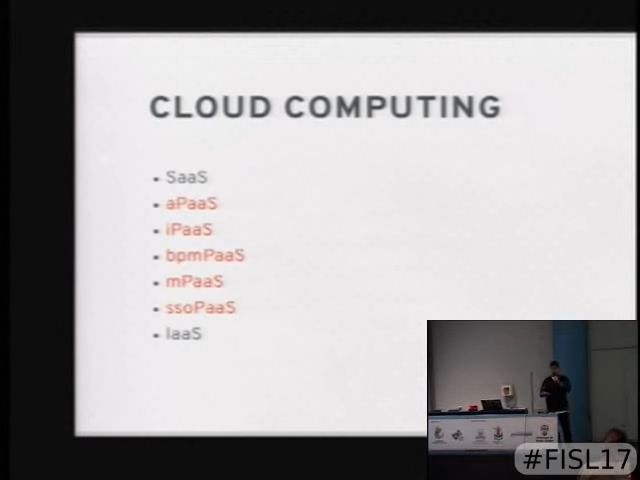 CLOUD COMPUTING
• SaaS
• aPaaS
• iPaaS
• bpmPaaS
• mPaaS
• ssoPaaS
• IaaS
#FISL17